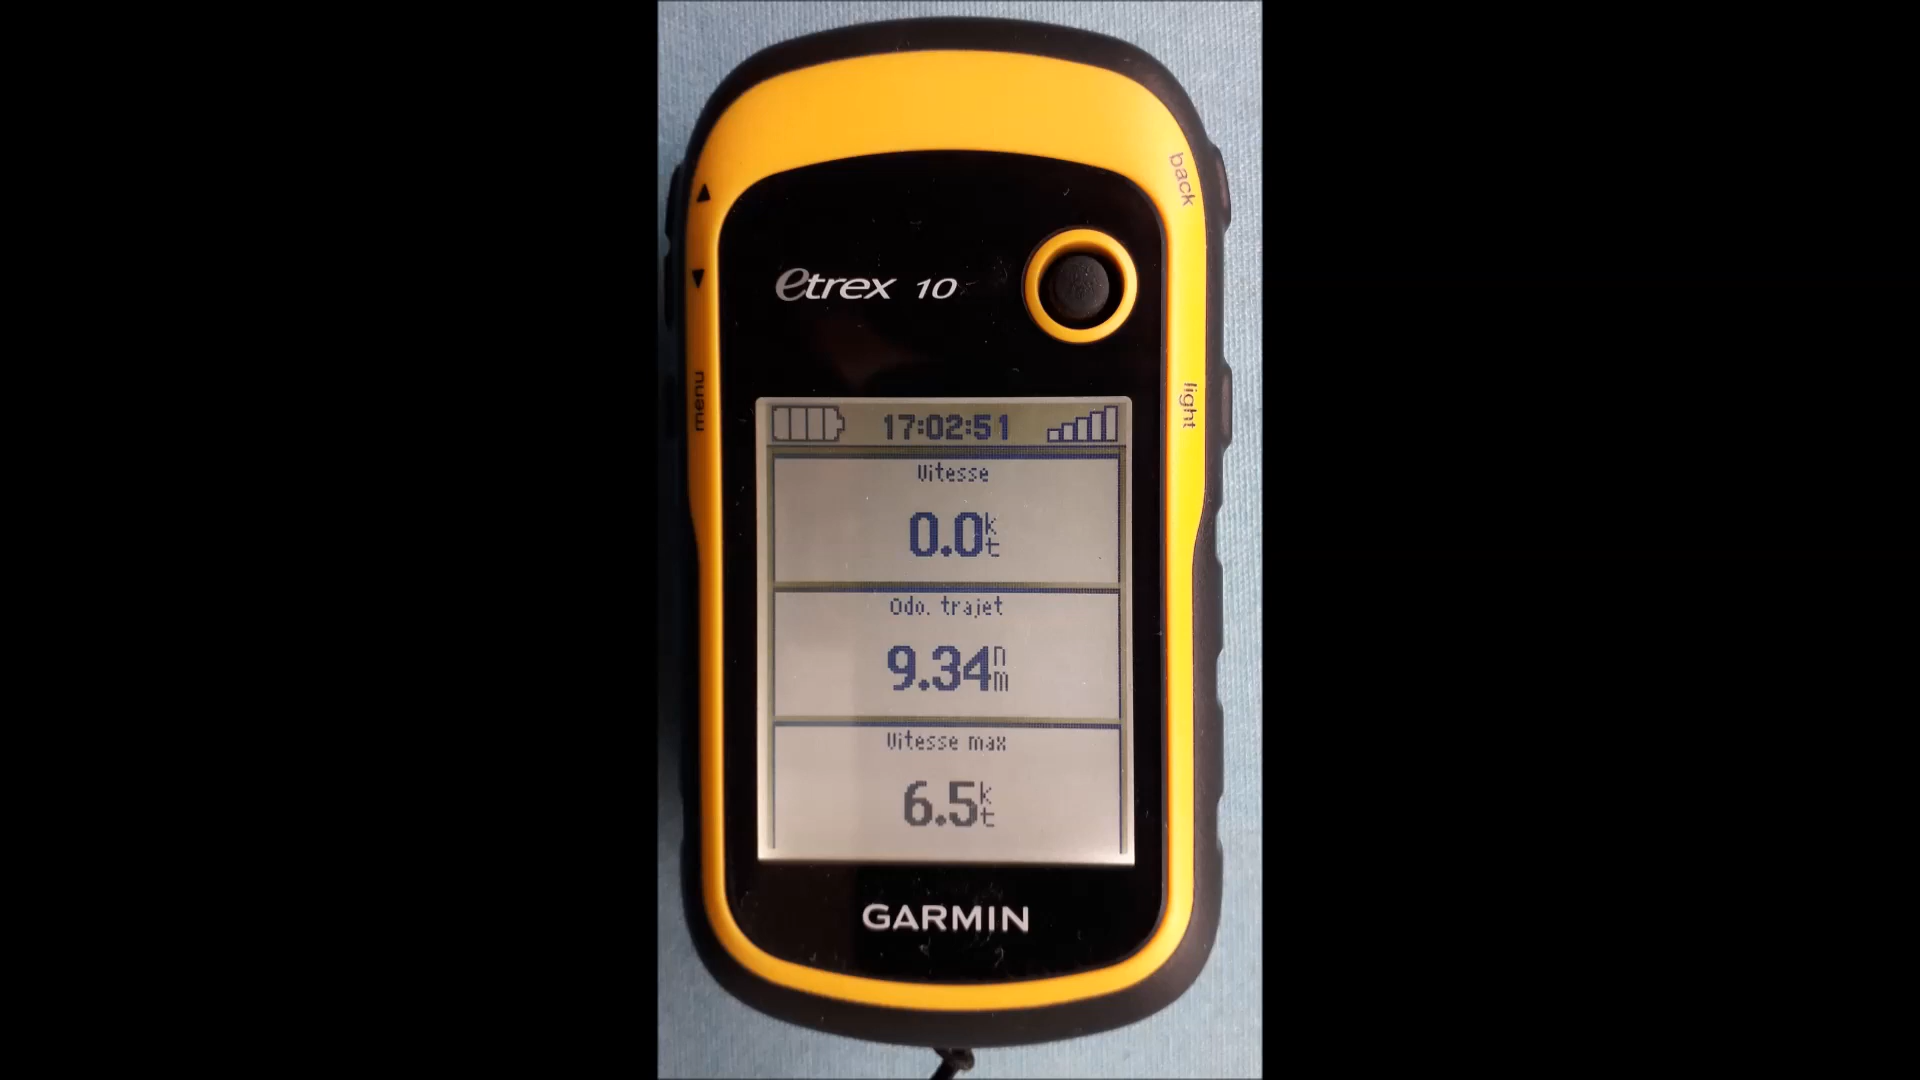 back
etrex 10
menu
light
17:02:51
Vitesse
0.0kt
Odo. trajet
9.34nm
Vitesse max
6.5kt
GARMIN